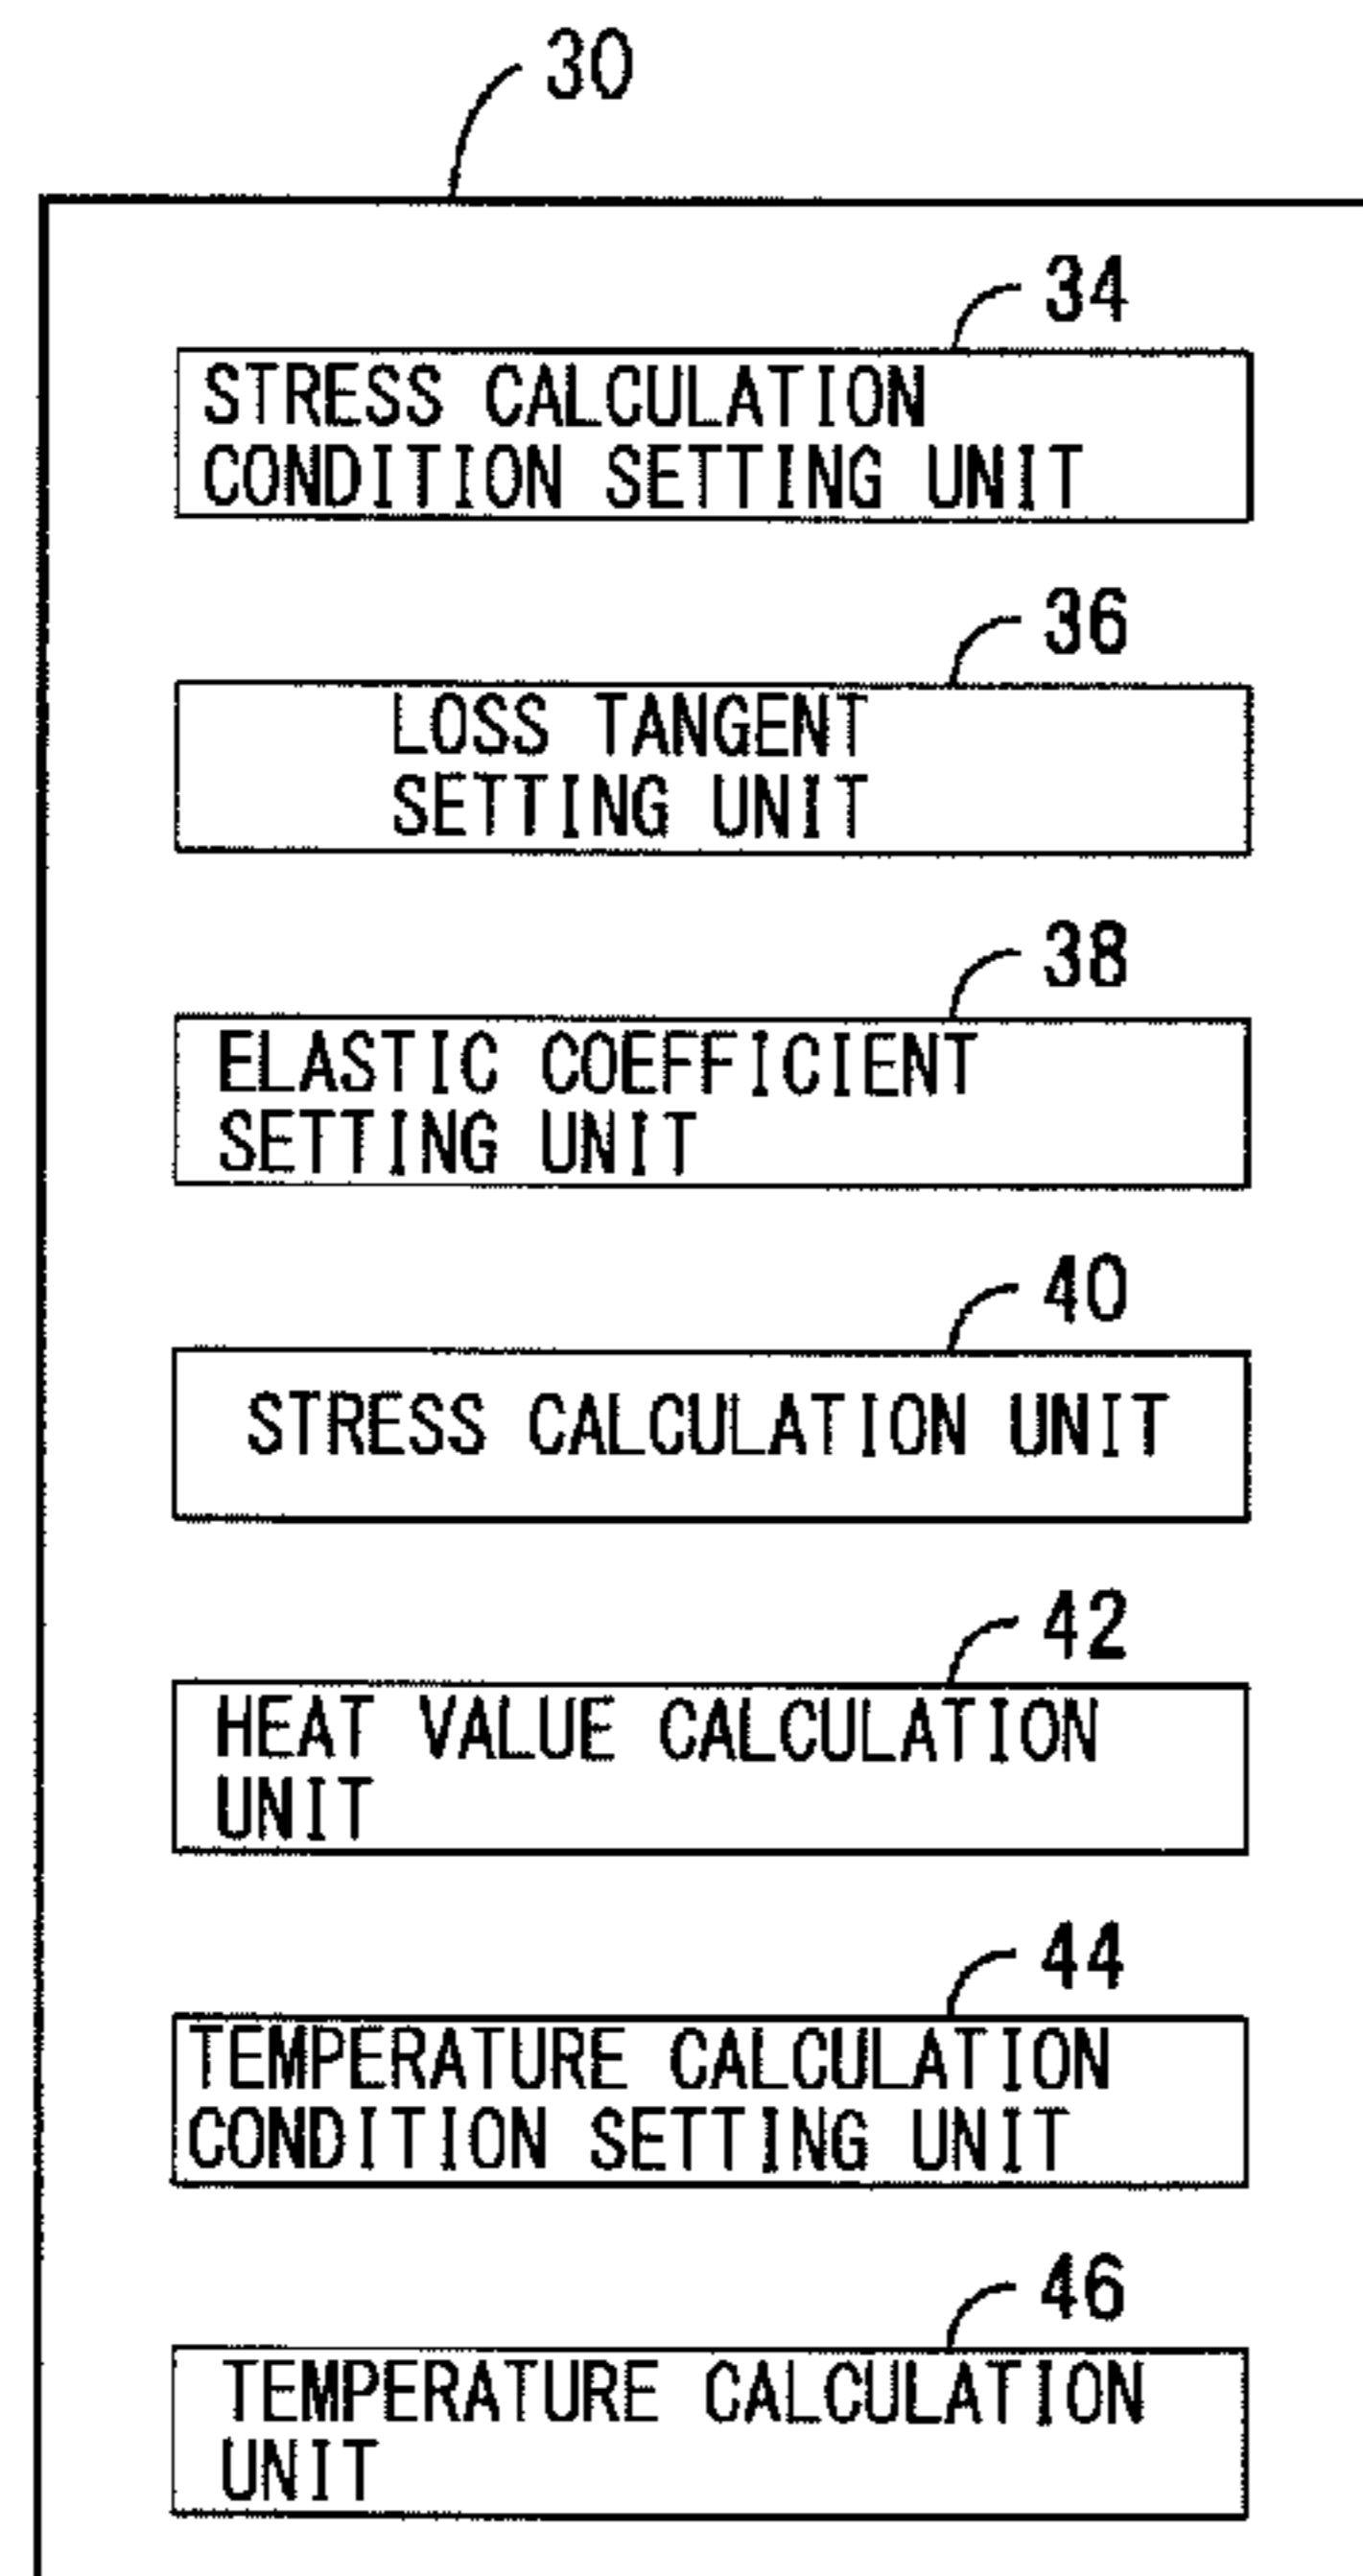 30
34
STRESS CALCULATION
CONDITION SETTING UNIT
36
LOSS TANGENT
SETTING UNIT
38
ELASTIC COEFFICIENT
SETTING UNIT
40
STRESS CALCULATION UNIT
42
HEAT VALUE CALCULATION
UNIT
44
TEMPERATURE CALCULATION
CONDITION SETTING UNIT
46
TEMPERATURE CALCULATION
UNIT